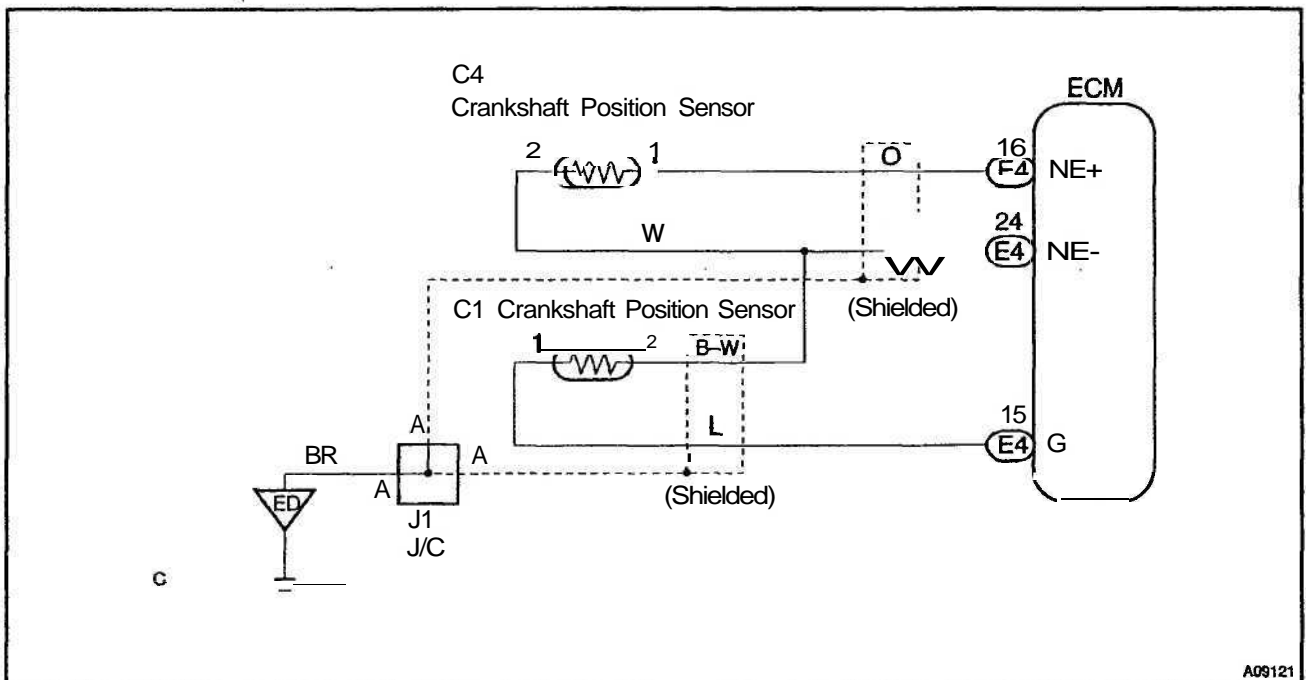 C4
Crankshaft Position Sensor
ECM
2
1
O
16
E4
NE+
W
24
E4
NE-
W
C1 Crankshaft Position Sensor
(Shielded)
1
2
B-W
L
15
E4
G
A
BR
A
A
(Shielded)
ED
J1
J/C
C
A09121